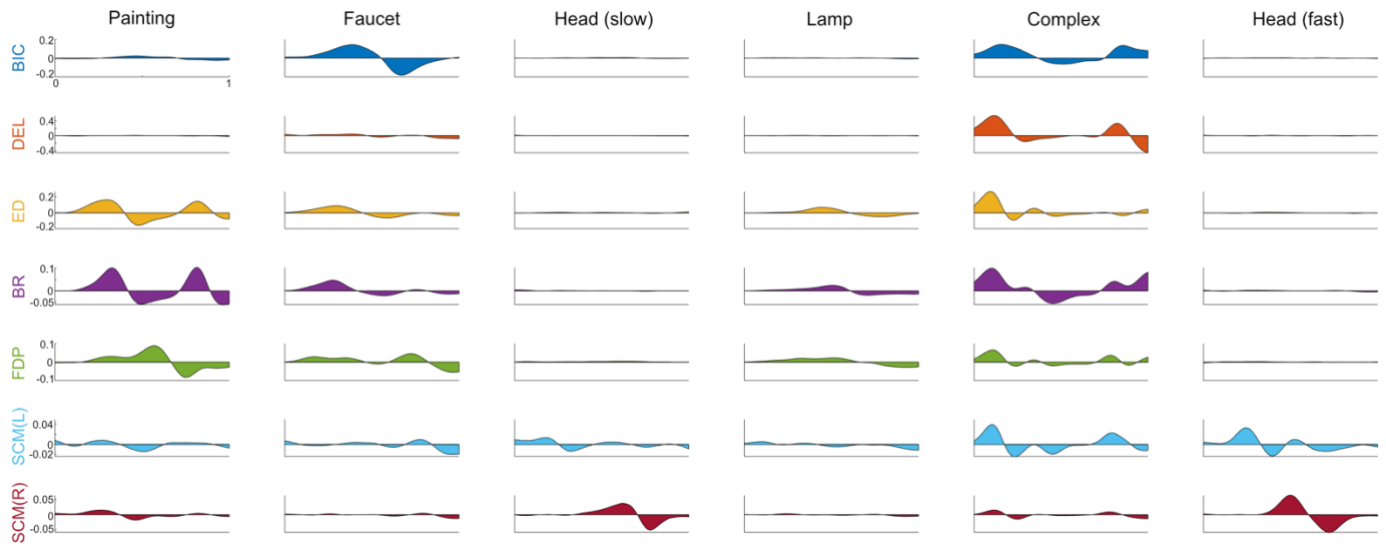 Painting Faucet Head (slow) Lamp Complex Head (fast)
BIC 0.2
0
-0.2
0 1
DEL 0.4
0
-0.4
ED 0.2
0
-0.2
BR 0.1
0
-0.05
FDP 0.1
0
-0.1
SCM(L) 0.04
0
-0.02
SCM(R) 0.05
0
-0.05